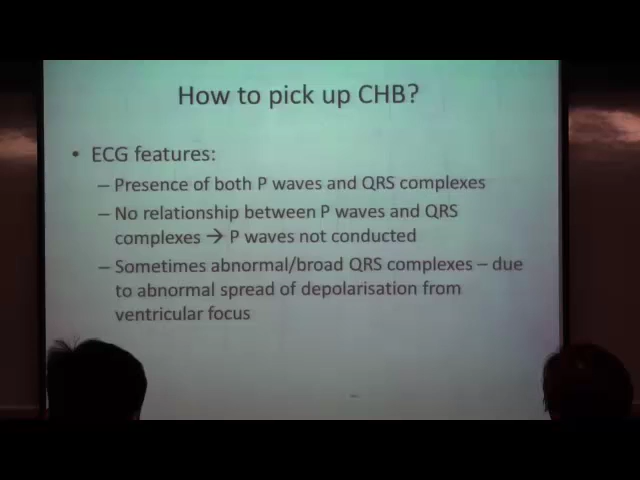 How to pick up CHB?
• ECG features:
– Presence of both P waves and QRS complexes
– No relationship between P waves and QRS
complexes → P waves not conducted
– Sometimes abnormal/broad QRS complexes – due
to abnormal spread of depolarisation from
ventricular focus